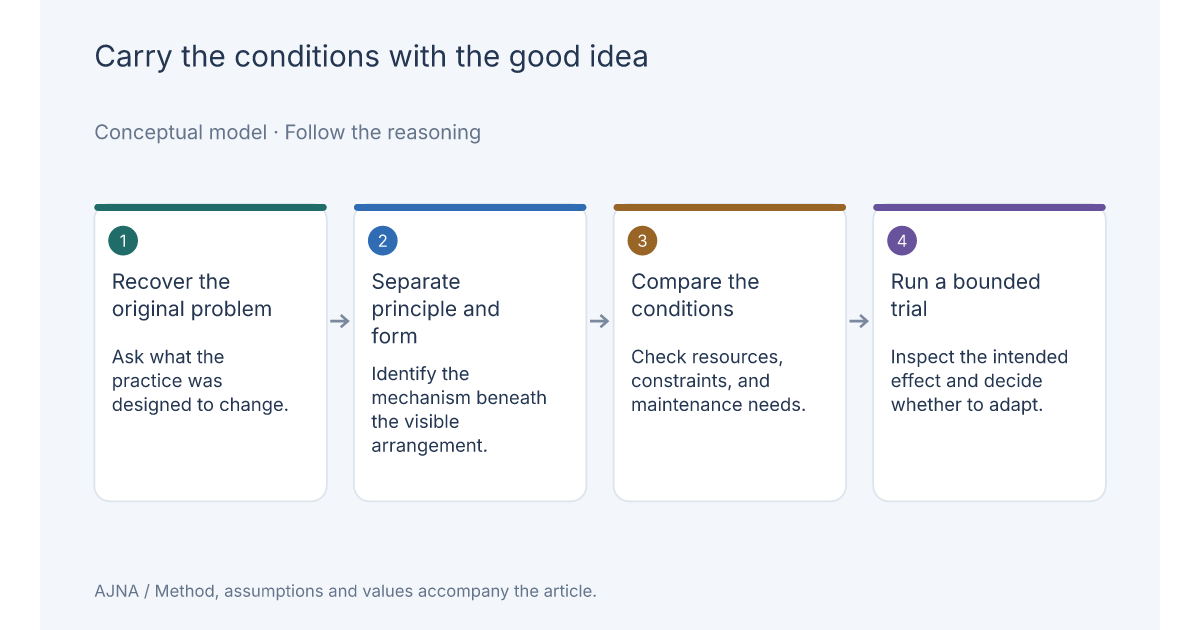 Carry the conditions with the good idea
Conceptual model · Follow the reasoning
1
Recover the
original problem
Ask what the
practice was
designed to change.
→
2
Separate
principle and
form
Identify the
mechanism beneath
the visible
arrangement.
→
3
Compare the
conditions
Check resources,
constraints, and
maintenance needs.
→
4
Run a bounded
trial
Inspect the intended
effect and decide
whether to adapt.
AJNA / Method, assumptions and values accompany the article.